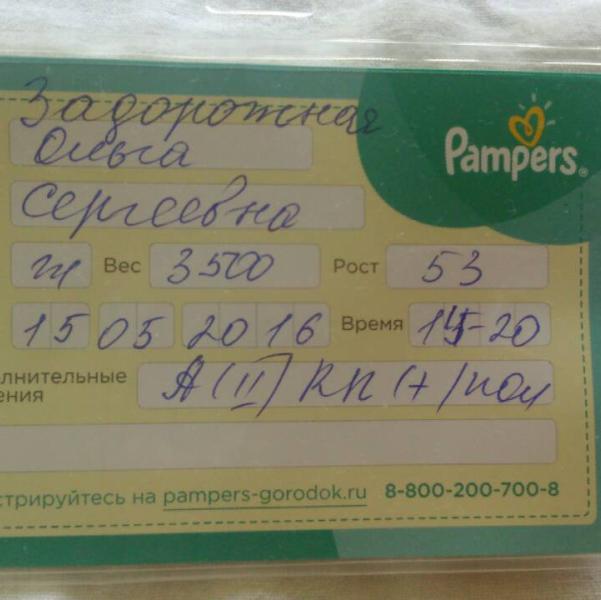 Задорожная
Pampers®
Ольга
Сергеевна
ж Вес 3500 Рост 53
15 05 2016 Время 15-20
лнительные
ения
A(II) Rh (+) пол
стрируйтесь на pampers-gorodok.ru 8-800-200-700-8